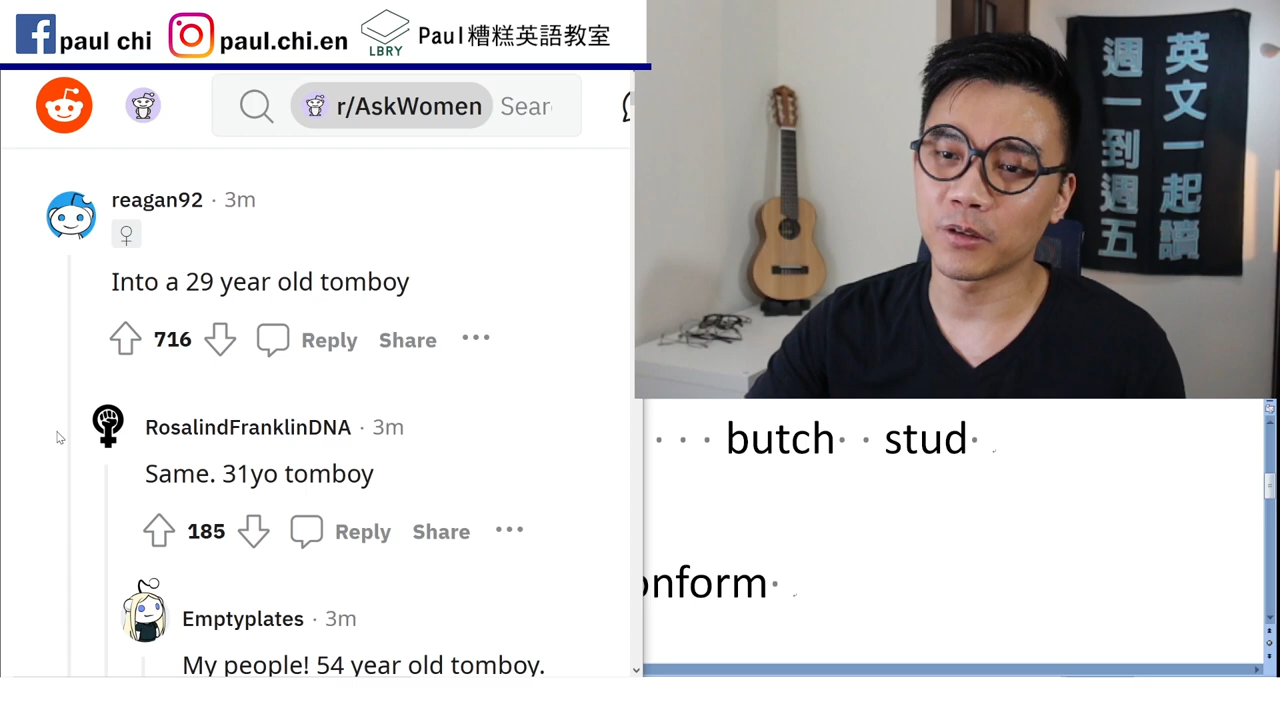 paul chi
paul.chi.en
LBRY
Paul糟糕英語教室
r/AskWomen
Sear
reagan92 · 3m
Into a 29 year old tomboy
716
Reply
Share
RosalindFranklinDNA · 3m
Same. 31yo tomboy
185
Reply
Share
Emptyplates · 3m
My people! 54 year old tomboy.
英文一起讀
週一到週五
butch stud
onform